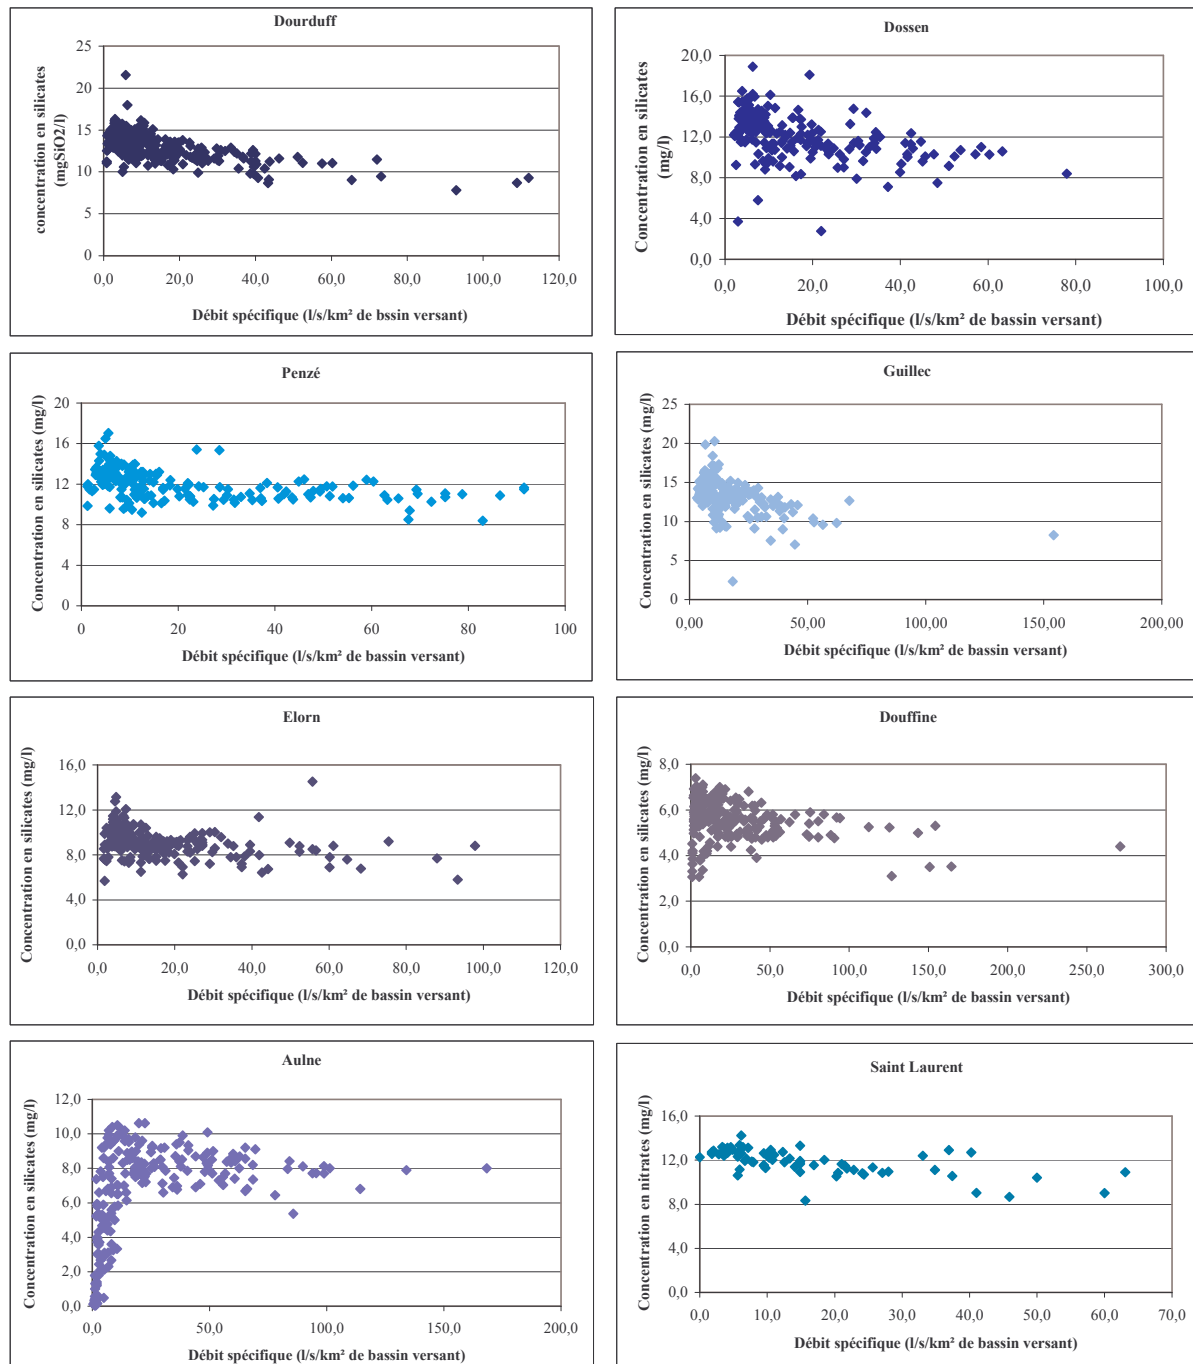 Dourduff
concentration en silicates
(mgSiO2/l)
25
20
15
10
5
0
0,0 20,0 40,0 60,0 80,0 100,0 120,0
Débit spécifique (l/s/km² de bssin versant)
Dossen
Concentration en silicates
(mg/l)
20,0
16,0
12,0
8,0
4,0
0,0
0,0 20,0 40,0 60,0 80,0 100,0
Débit spécifique (l/s/km² de bassin versant)
Penzé
Concentration en silicates (mg/l)
20
16
12
8
4
0
0 20 40 60 80 100
Débit spécifique (l/s/km² de bassin versant)
Guillec
Concentration en silicates (mg/l)
25
20
15
10
5
0
0,00 50,00 100,00 150,00 200,00
Débit spécifique (l/s/km² de bassin versant)
Elorn
Concentration en silicates (mg/l)
16,0
12,0
8,0
4,0
0,0
0,0 20,0 40,0 60,0 80,0 100,0 120,0
Débit spécifique (l/s/km² de bassin versant)
Douffine
Concentration en silicates (mg/l)
8,0
6,0
4,0
2,0
0,0
0,0 50,0 100,0 150,0 200,0 250,0 300,0
Débit spécifique (l/s/km² de bassin versant)
Aulne
Concentration en silicates (mg/l)
12,0
10,0
8,0
6,0
4,0
2,0
0,0
0,0 50,0 100,0 150,0 200,0
Débit spécifique (l/s/km² de bassin versant)
Saint Laurent
Concentration en nitrates (mg/l)
16,0
12,0
8,0
4,0
0,0
0,0 10,0 20,0 30,0 40,0 50,0 60,0 70,0
Débit spécifique (l/s/km² de bassin versant)